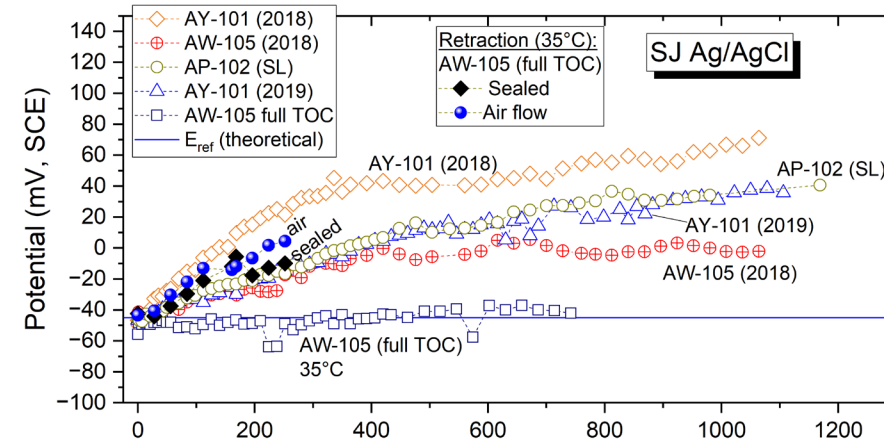 AY-101 (2018)
AW-105 (2018)
AP-102 (SL)
AY-101 (2019)
AW-105 full TOC
E_ref (theoretical)
Retraction (35°C):
AW-105 (full TOC)
Sealed
Air flow
SJ Ag/AgCl
Potential (mV, SCE)
140
120
100
80
60
40
20
0
−20
−40
−60
−80
−100
AY-101 (2018)
AP-102 (SL)
air
sealed
AY-101 (2019)
AW-105 (2018)
AW-105 (full TOC)
35°C
0 200 400 600 800 1000 1200